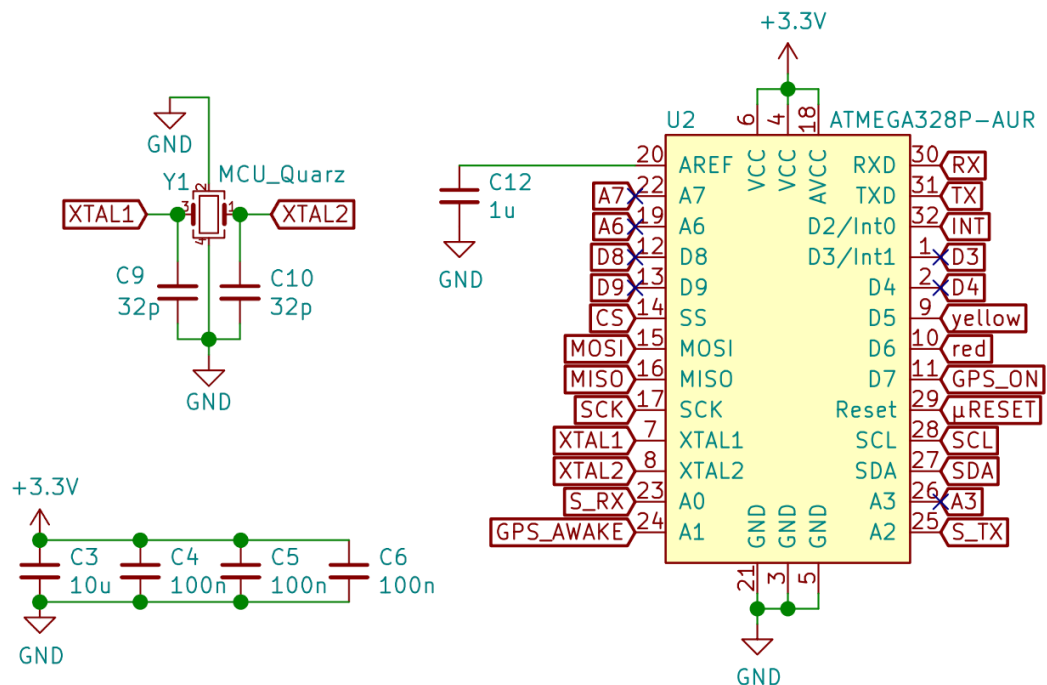 +3.3V
GND
Y1
MCU_Quarz
2
XTAL1
3
1
XTAL2
4
C9
32p
C10
32p
GND
+3.3V
C3
10u
C4
100n
C5
100n
C6
100n
GND
C12
1u
GND
U2
ATMEGA328P-AUR
6
4
18
VCC
VCC
AVCC
20 AREF
A7 22 A7
A6 19 A6
D8 12 D8
D9 13 D9
CS 14 SS
MOSI 15 MOSI
MISO 16 MISO
SCK 17 SCK
XTAL1 7 XTAL1
XTAL2 8 XTAL2
S_RX 23 A0
GPS_AWAKE 24 A1
RXD 30 RX
TXD 31 TX
D2/Int0 32 INT
D3/Int1 1 D3
D4 2 D4
D5 9 yellow
D6 10 red
D7 11 GPS_ON
Reset 29 µRESET
SCL 28 SCL
SDA 27 SDA
A3 26 A3
A2 25 S_TX
GND
GND
GND
21
3
5
GND